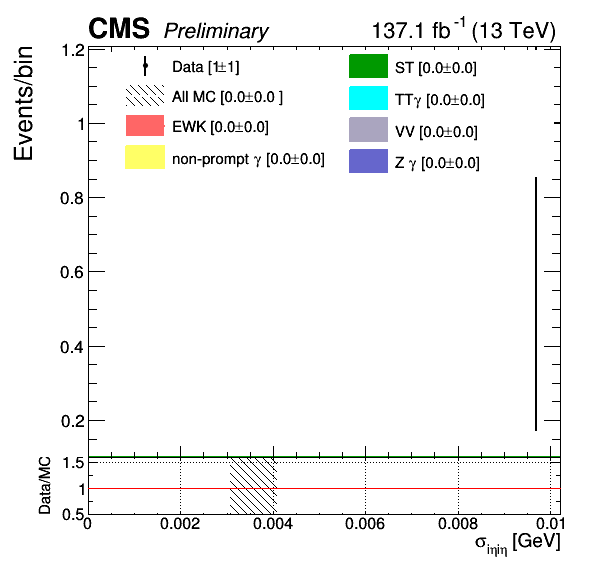 CMS Preliminary 137.1 fb⁻¹ (13 TeV)
Events/bin
Data [1±1]
All MC [0.0±0.0 ]
EWK [0.0±0.0]
non-prompt γ [0.0±0.0]
ST [0.0±0.0]
TTγ [0.0±0.0]
VV [0.0±0.0]
Z γ [0.0±0.0]
1.2
1
0.8
0.6
0.4
0.2
Data/MC
1.5
1
0.5
0 0.002 0.004 0.006 0.008 0.01
σiηiη [GeV]